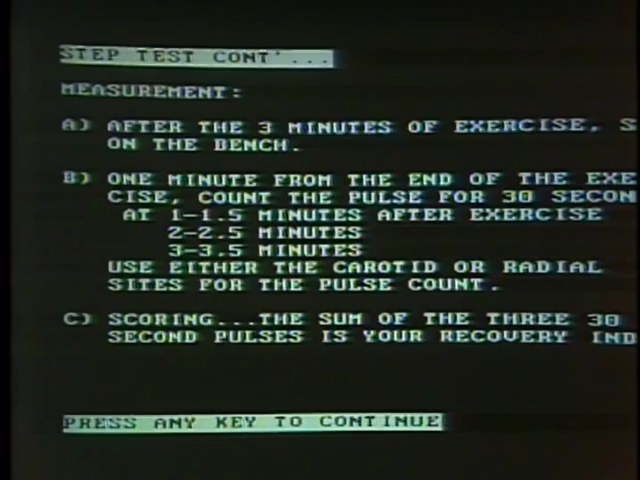 STEP TEST CONT'...
MEASUREMENT:
A) AFTER THE 3 MINUTES OF EXERCISE, S
ON THE BENCH.
B) ONE MINUTE FROM THE END OF THE EXE
CISE, COUNT THE PULSE FOR 30 SECON
AT 1-1.5 MINUTES AFTER EXERCISE
2-2.5 MINUTES
3-3.5 MINUTES
USE EITHER THE CAROTID OR RADIAL
SITES FOR THE PULSE COUNT.
C) SCORING...THE SUM OF THE THREE 30
SECOND PULSES IS YOUR RECOVERY IND
PRESS ANY KEY TO CONTINUE